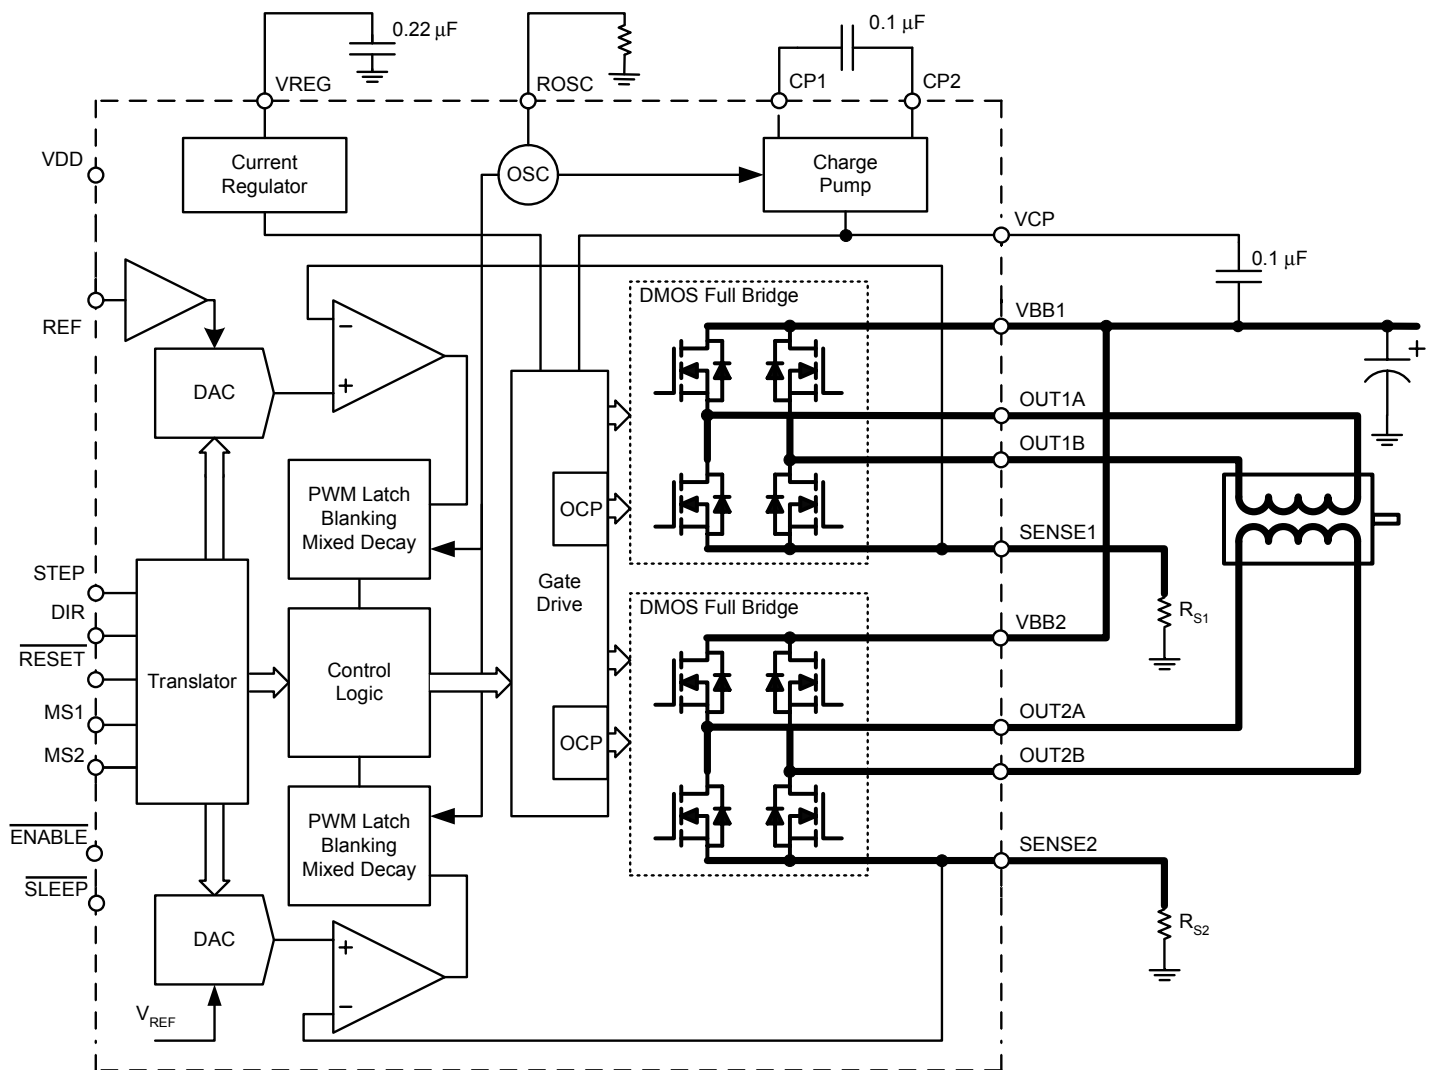 0.22 µF
0.1 µF
VREG
ROSC
CP1
CP2
VDD
Current
Regulator
OSC
Charge
Pump
VCP
0.1 µF
REF
DMOS Full Bridge
VBB1
−
+
+
DAC
OUT1A
OUT1B
PWM Latch
Blanking
Mixed Decay
OCP
SENSE1
STEP
DIR
RESET
MS1
MS2
Translator
Control
Logic
Gate
Drive
DMOS Full Bridge
RS1
VBB2
OUT2A
OCP
OUT2B
ENABLE
SLEEP
PWM Latch
Blanking
Mixed Decay
SENSE2
DAC
+
−
RS2
VREF